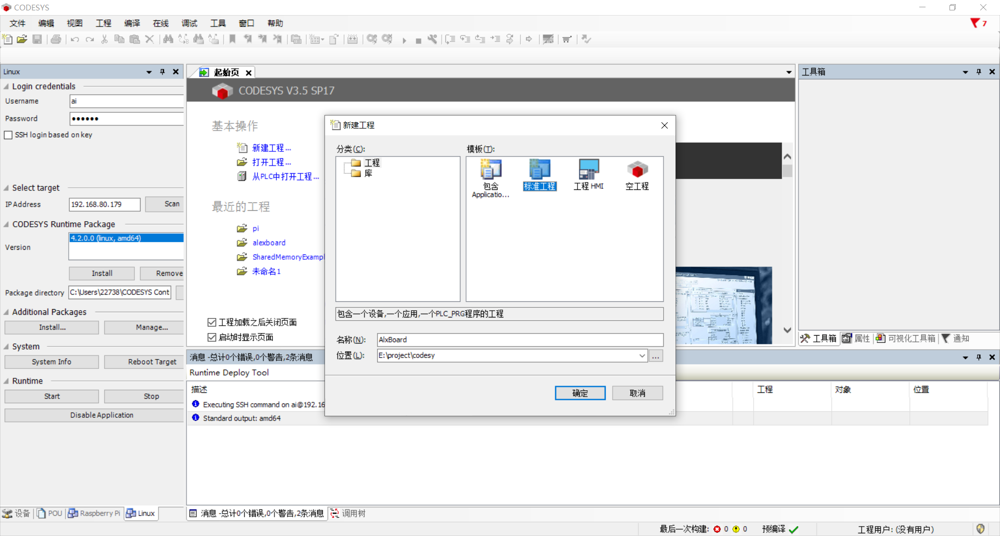 CODESYS
文件 编辑 视图 工程 编译 在线 调试 工具 窗口 帮助
7
Linux
Login credentials
Username ai
Password ●●●●●●
SSH login based on key
Select target
IP Address 192.168.80.179 Scan
CODESYS Runtime Package
4.2.0.0 (linux, amd64)
Version
Install Remove
Package directory C:\Users\22738\CODESYS Cont
Additional Packages
Install... Manage...
System
System Info Reboot Target
Runtime
Start Stop
Disable Application
设备 POU Raspberry Pi Linux
起始页
CODESYS V3.5 SP17
基本操作
新建工程...
打开工程...
从PLC中打开工程...
最近的工程
pi
alexboard
SharedMemoryExampl
未命名1
工程加载之后关闭页面
启动时显示页面
新建工程
分类(C):
工程
库
模板(T):
包含 Applicatio...
标准工程
工程 HMI
空工程
包含一个设备,一个应用,一个PLC_PRG程序的工程
名称(N): AlxBoard
位置(L): E:\project\codesy ...
确定 取消
工具箱
工具箱 属性 可视化工具箱 通知
消息 -总计0个错误,0个警告,2条消息
Runtime Deploy Tool
描述 工程 对象 位置
Executing SSH command on ai@192.16
Standard output: amd64
消息 -总计0个错误,0个警告,2条消息 调用树
最后一次构建: 0 0 预编译 工程用户: (没有用户)